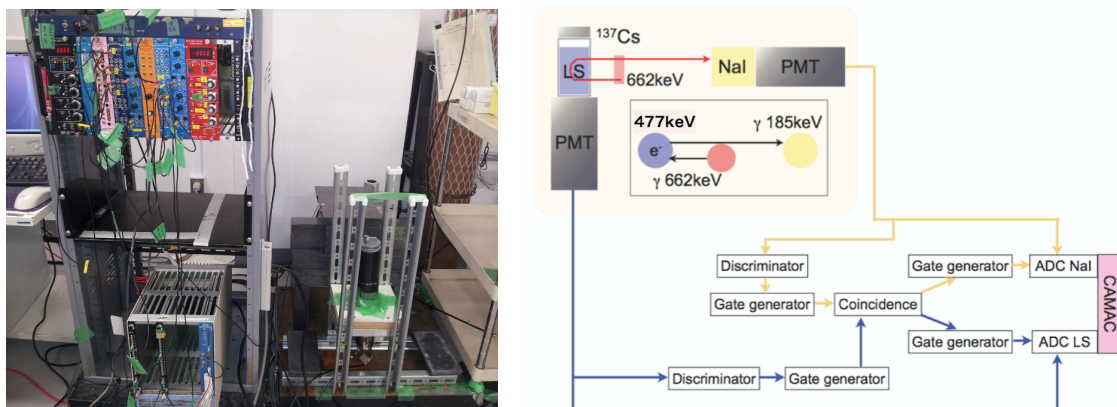 ¹³⁷Cs
LS
662keV
NaI
PMT
PMT
477keV
γ 185keV
e⁻
γ 662keV
Discriminator
Gate generator
Coincidence
Gate generator
ADC NaI
CAMAC
Gate generator
ADC LS
Discriminator
Gate generator